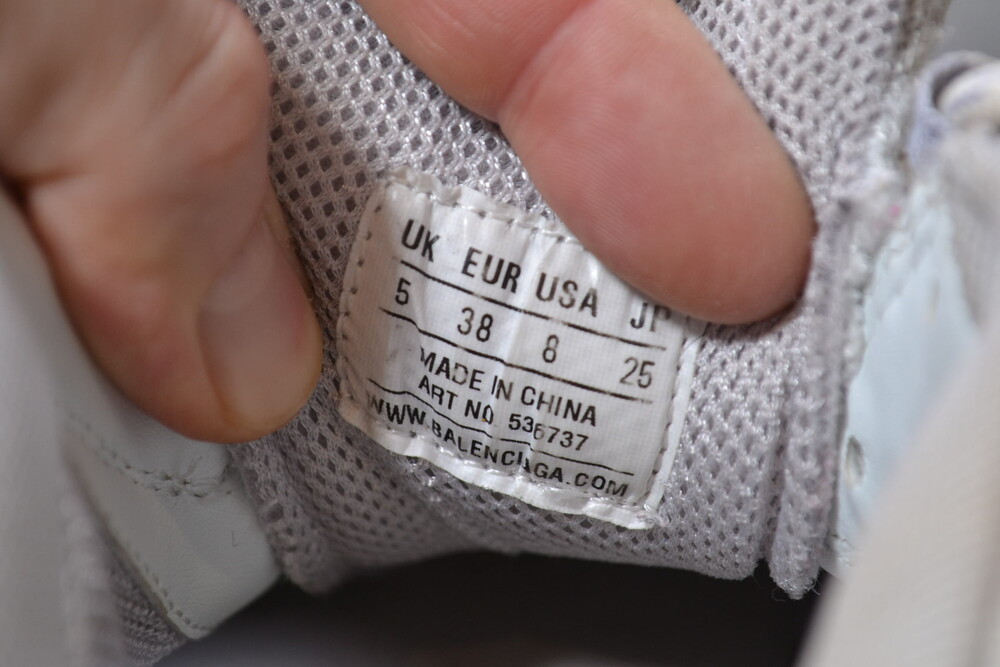 UK EUR USA JP
5 38 8 25
MADE IN CHINA
ART NO 536737
WWW.BALENCIAGA.COM